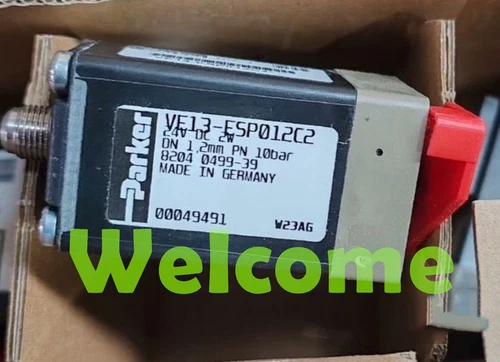 Parker
VE13-ESP012C2
24V DC 2W
DN 1,2mm PN 10bar
8204 0499-39
MADE IN GERMANY
00049491
W23AG
Welcome